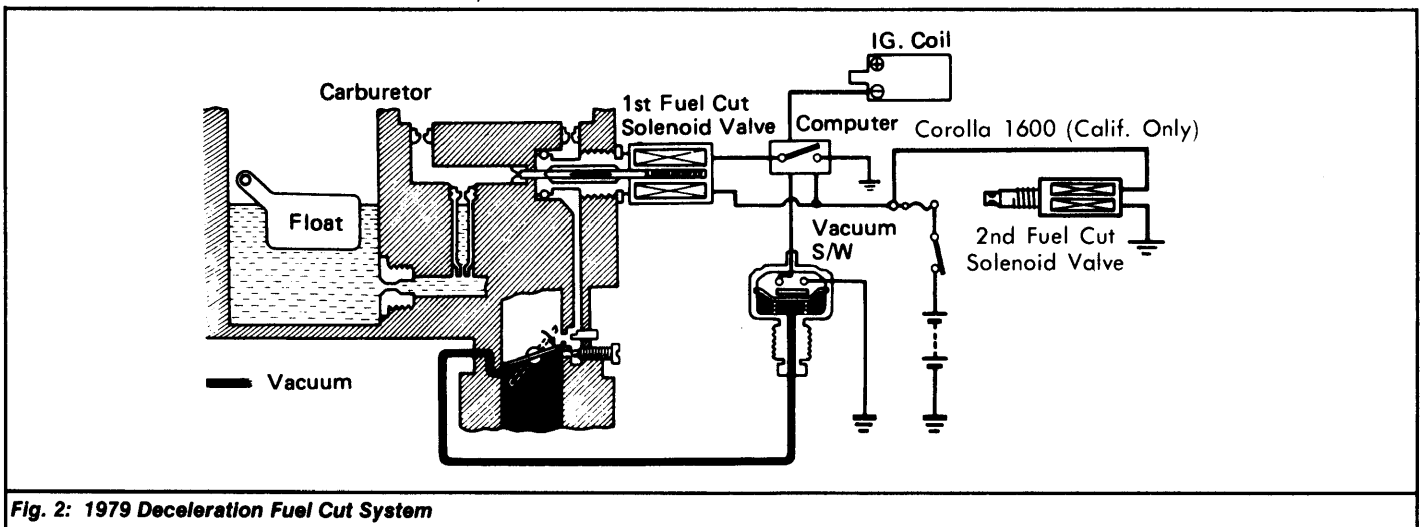 IG. Coil
Carburetor
1st Fuel Cut
Solenoid Valve
Computer
Corolla 1600 (Calif. Only)
Float
Vacuum
S/W
2nd Fuel Cut
Solenoid Valve
Vacuum
Fig. 2: 1979 Deceleration Fuel Cut System